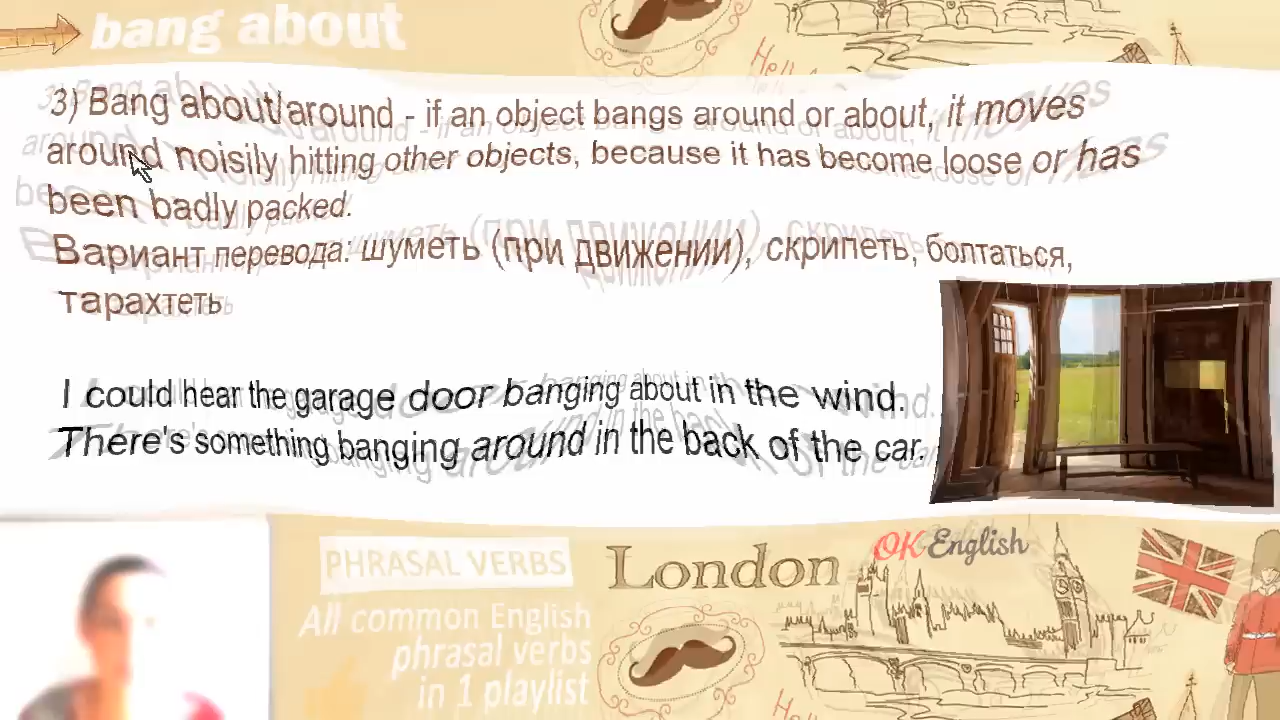 bang about
Hell
3) Bang about/around - if an object bangs around or about, it moves
around noisily hitting other objects, because it has become loose or has
been badly packed.
Вариант перевода: шуметь (при движении), скрипеть, болтаться,
тарахтеть
I could hear the garage door banging about in the wind.
There's something banging around in the back of the car.
PHRASAL VERBS
All common English
phrasal verbs
in 1 playlist
London
OK English